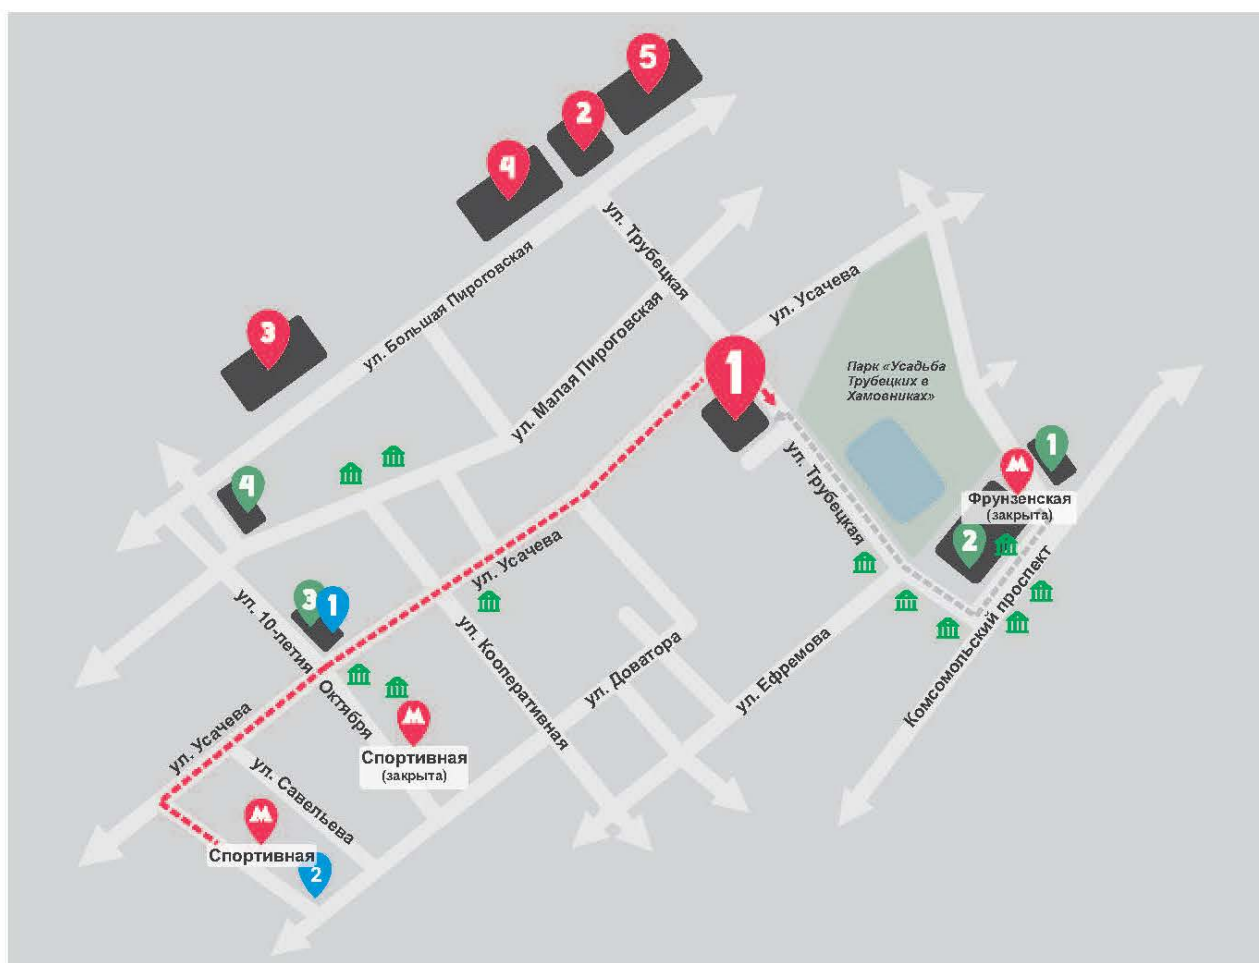 5
2
4
ул. Трубецкая
ул. Большая Пироговская
ул. Усачева
3
ул. Малая Пироговская
1
Парк «Усадьба
Трубецких в
Хамовниках»
4
ул. Трубецкая
1
М
Фрунзенская
(закрыта)
2
ул. Усачева
3
1
ул. 10-летия
Октября
ул. Кооперативная
ул. Доватора
ул. Ефремова
Комсомольский проспект
М
Спортивная
(закрыта)
ул. Усачева
ул. Савельева
М
Спортивная
2